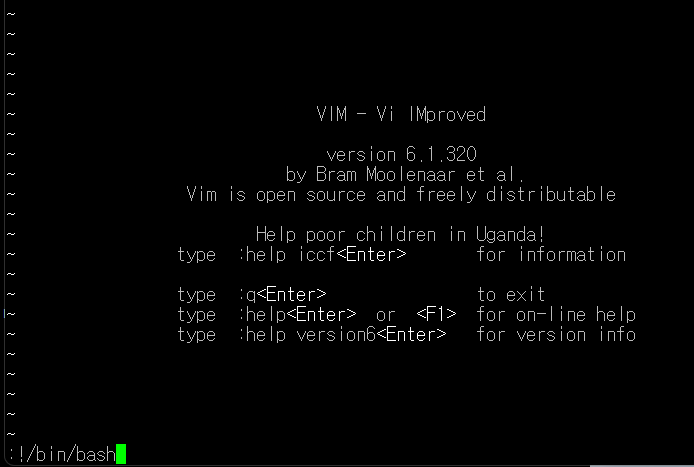 ~
~
~
~
~
~ VIM - Vi IMproved
~
~ version 6.1.320
~ by Bram Moolenaar et al.
~ Vim is open source and freely distributable
~
~ Help poor children in Uganda!
~ type :help iccf<Enter> for information
~
~ type :q<Enter> to exit
~ type :help<Enter> or <F1> for on-line help
~ type :help version6<Enter> for version info
~
~
~
~
~
:!/bin/bash